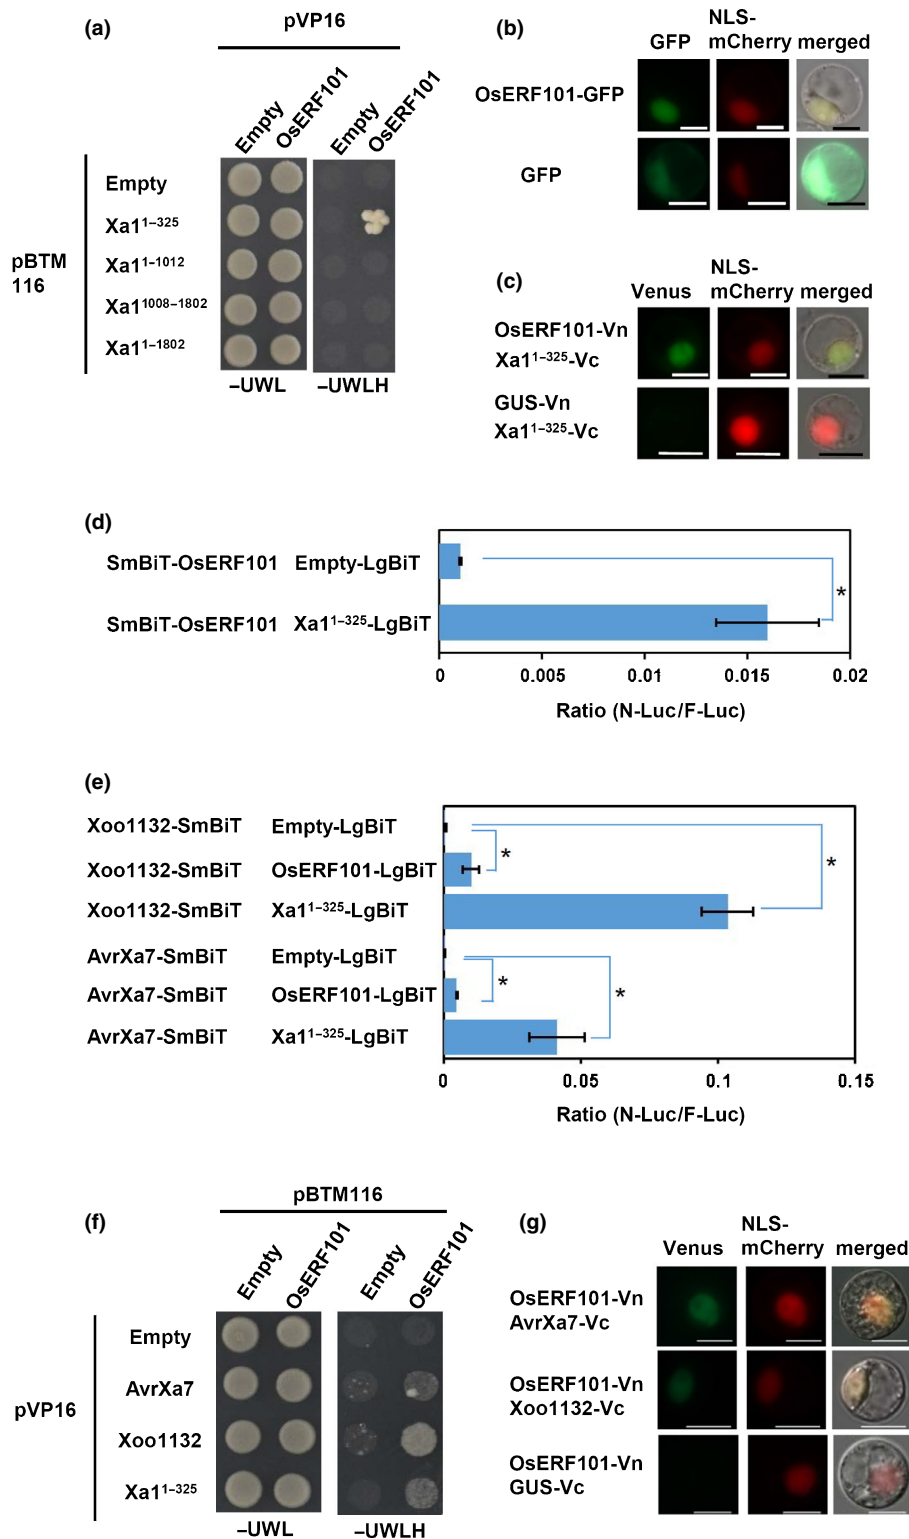 (a)
pVP16
Empty
OsERF101
Empty
OsERF101
pBTM
116
Empty
Xa1¹⁻³²⁵
Xa1¹⁻¹⁰¹²
Xa1¹⁰⁰⁸⁻¹⁸⁰²
Xa1¹⁻¹⁸⁰²
–UWL
–UWLH
(b)
GFP
NLS-
mCherry
merged
OsERF101-GFP
GFP
(c)
Venus
NLS-
mCherry
merged
OsERF101-Vn
Xa1¹⁻³²⁵-Vc
GUS-Vn
Xa1¹⁻³²⁵-Vc
(d)
SmBiT-OsERF101 Empty-LgBiT
SmBiT-OsERF101 Xa1¹⁻³²⁵-LgBiT
*
0 0.005 0.01 0.015 0.02
Ratio (N-Luc/F-Luc)
(e)
Xoo1132-SmBiT Empty-LgBiT
Xoo1132-SmBiT OsERF101-LgBiT
Xoo1132-SmBiT Xa1¹⁻³²⁵-LgBiT
AvrXa7-SmBiT Empty-LgBiT
AvrXa7-SmBiT OsERF101-LgBiT
AvrXa7-SmBiT Xa1¹⁻³²⁵-LgBiT
*
*
*
*
0 0.05 0.1 0.15
Ratio (N-Luc/F-Luc)
(f)
pBTM116
Empty
OsERF101
Empty
OsERF101
pVP16
Empty
AvrXa7
Xoo1132
Xa1¹⁻³²⁵
–UWL
–UWLH
(g)
Venus
NLS-
mCherry
merged
OsERF101-Vn
AvrXa7-Vc
OsERF101-Vn
Xoo1132-Vc
OsERF101-Vn
GUS-Vc